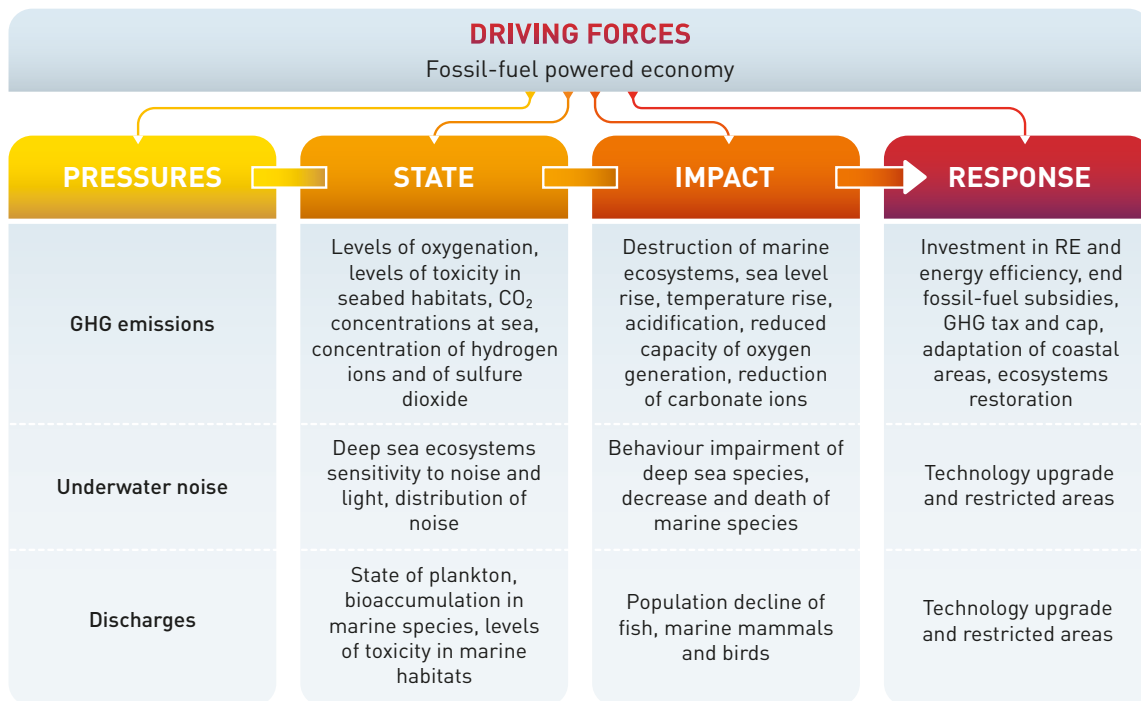 DRIVING FORCES
Fossil-fuel powered economy
PRESSURES
STATE
IMPACT
RESPONSE
GHG emissions
Levels of oxygenation,
levels of toxicity in
seabed habitats, CO₂
concentrations at sea,
concentration of hydrogen
ions and of sulfure
dioxide
Destruction of marine
ecosystems, sea level
rise, temperature rise,
acidification, reduced
capacity of oxygen
generation, reduction
of carbonate ions
Investment in RE and
energy efficiency, end
fossil-fuel subsidies,
GHG tax and cap,
adaptation of coastal
areas, ecosystems
restoration
Underwater noise
Deep sea ecosystems
sensitivity to noise and
light, distribution of
noise
Behaviour impairment of
deep sea species,
decrease and death of
marine species
Technology upgrade
and restricted areas
Discharges
State of plankton,
bioaccumulation in
marine species, levels
of toxicity in marine
habitats
Population decline of
fish, marine mammals
and birds
Technology upgrade
and restricted areas